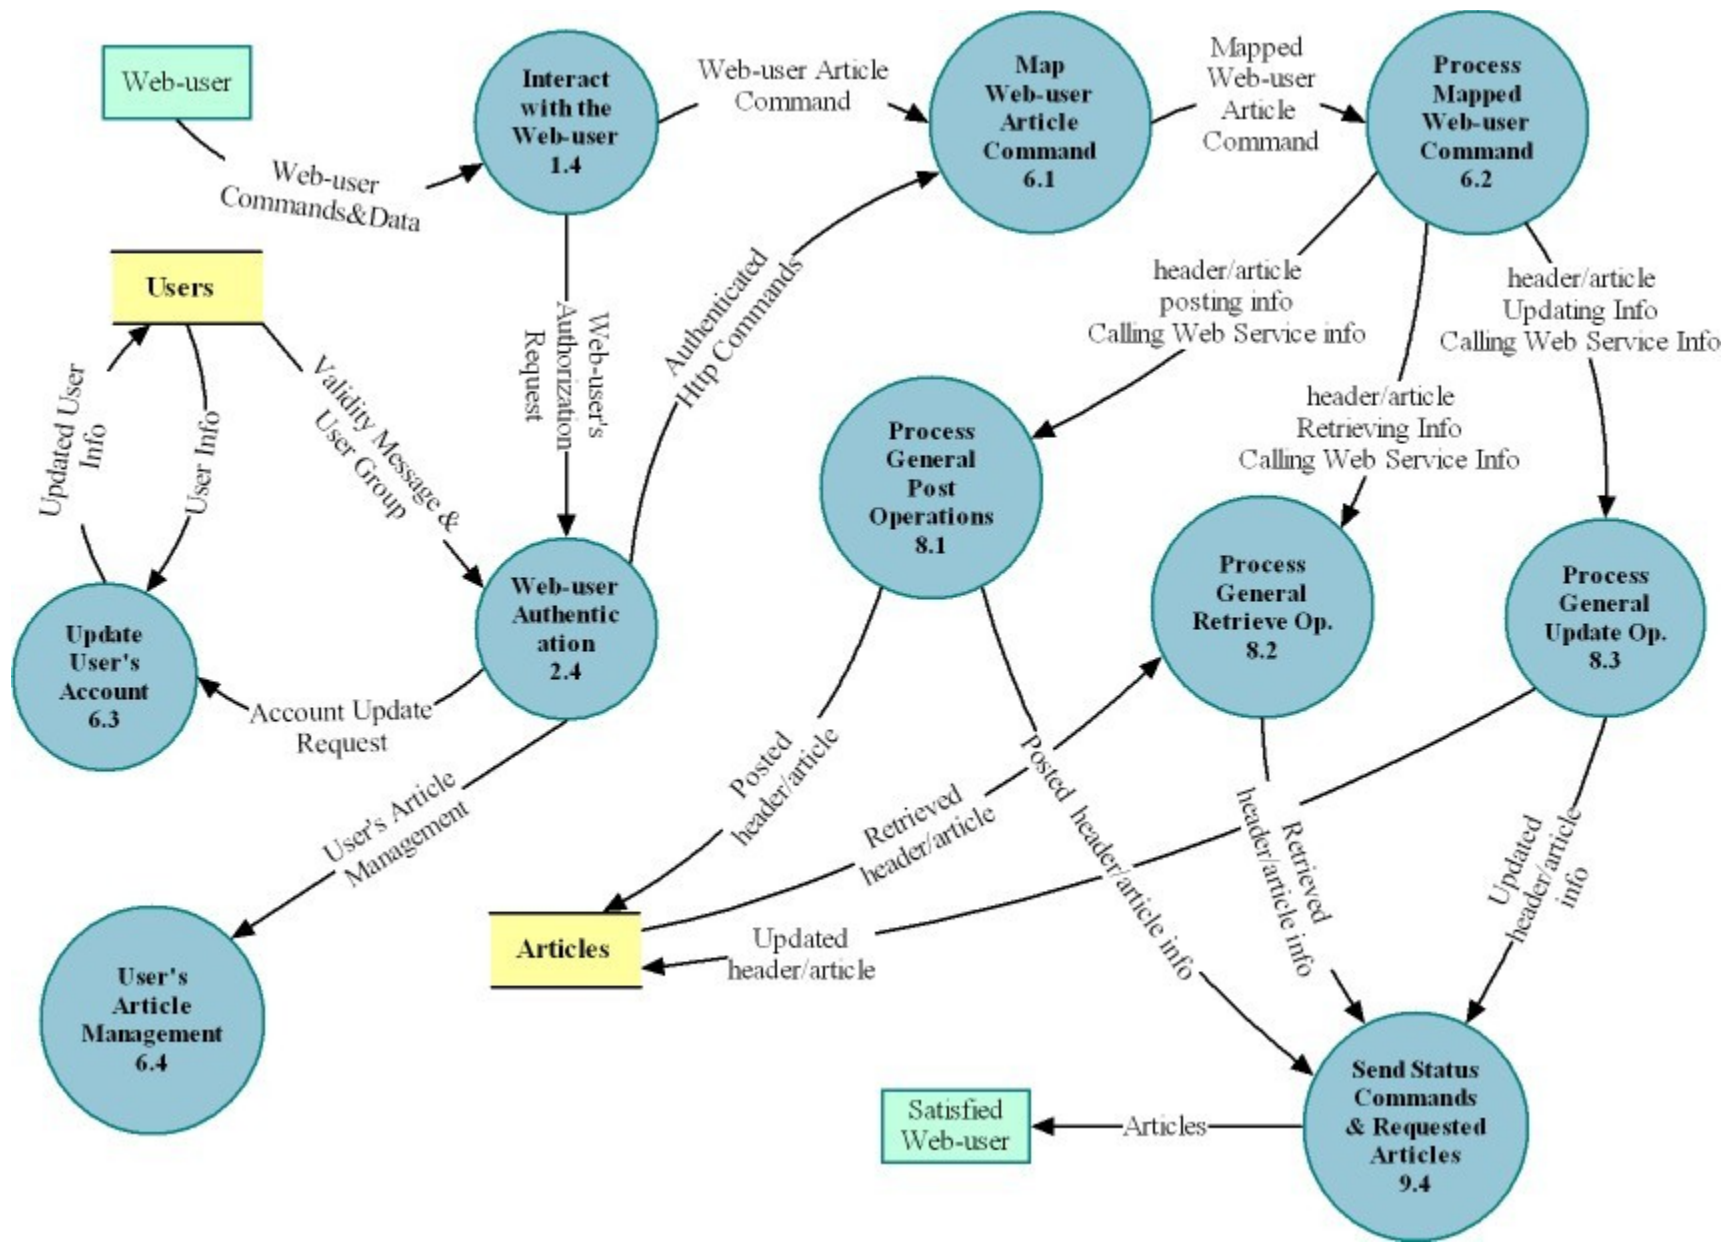 Web-user
Interact
with the
Web-user
1.4
Web-user Article
Command
Map
Web-user
Article
Command
6.1
Mapped
Web-user
Article
Command
Process
Mapped
Web-user
Command
6.2
Web-user
Commands&Data
Users
Updated User
Info
User Info
Validity Message &
User Group
Web-user's
Authorization
Request
Authenticated
Http Commands
header/article
posting info
Calling Web Service info
header/article
Retrieving Info
Calling Web Service Info
header/article
Updating Info
Calling Web Service Info
Process
General
Post
Operations
8.1
Process
General
Retrieve Op.
8.2
Process
General
Update Op.
8.3
Update
User's
Account
6.3
Web-user
Authentic
ation
2.4
Account Update
Request
User's Article
Management
Posted
header/article
Retrieved
header/article
Posted header/article info
Retrieved
header/article info
Updated
header/article
info
User's
Article
Management
6.4
Articles
Updated
header/article
Satisfied
Web-user
Articles
Send Status
Commands
& Requested
Articles
9.4